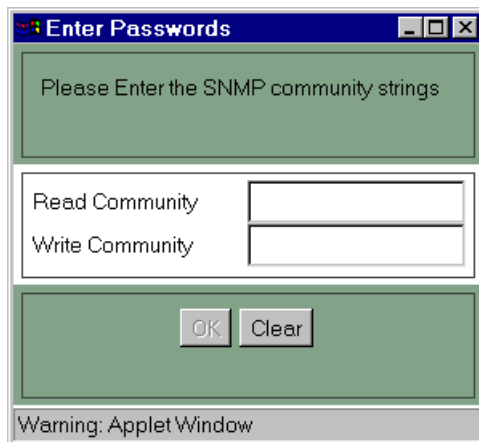 Enter Passwords
Please Enter the SNMP community strings
Read Community
Write Community
OK Clear
Warning: Applet Window